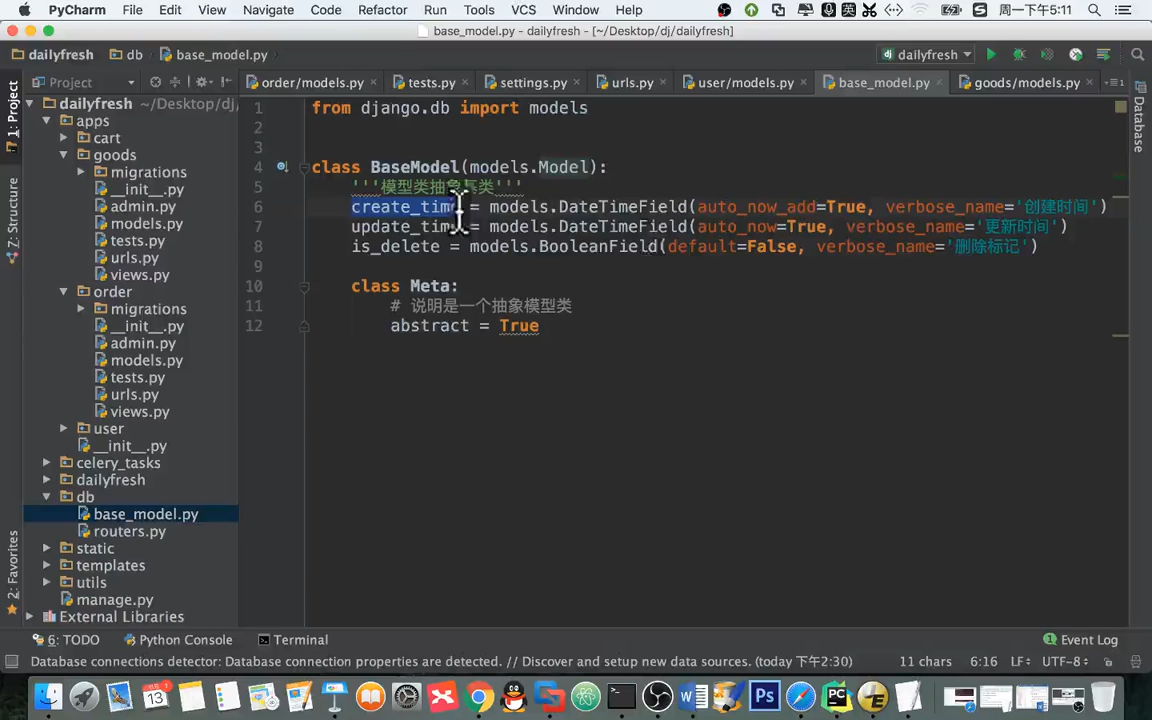 PyCharm File Edit View Navigate Code Refactor Run Tools VCS Window Help 周一下午5:11
base_model.py - dailyfresh - [~/Desktop/dj/dailyfresh]
dailyfresh db base_model.py dailyfresh
Project order/models.py tests.py settings.py urls.py user/models.py base_model.py goods/models.py
1: Project
7: Structure
2: Favorites
dailyfresh ~/Desktop/dj,
apps
cart
goods
migrations
__init__.py
admin.py
models.py
tests.py
urls.py
views.py
order
migrations
__init__.py
admin.py
models.py
tests.py
urls.py
views.py
user
__init__.py
celery_tasks
dailyfresh
db
base_model.py
routers.py
static
templates
utils
manage.py
External Libraries
1 from django.db import models
2
3
4 class BaseModel(models.Model):
5 '''模型类抽象基类'''
6 create_time = models.DateTimeField(auto_now_add=True, verbose_name='创建时间')
7 update_time = models.DateTimeField(auto_now=True, verbose_name='更新时间')
8 is_delete = models.BooleanField(default=False, verbose_name='删除标记')
9
10 class Meta:
11 # 说明是一个抽象模型类
12 abstract = True
Database
6: TODO Python Console Terminal 1 Event Log
Database connections detector: Database connection properties are detected. // Discover and setup new data sources. (today 下午2:30) 11 chars 6:16 LF÷ UTF-8÷
13
Ps
PC